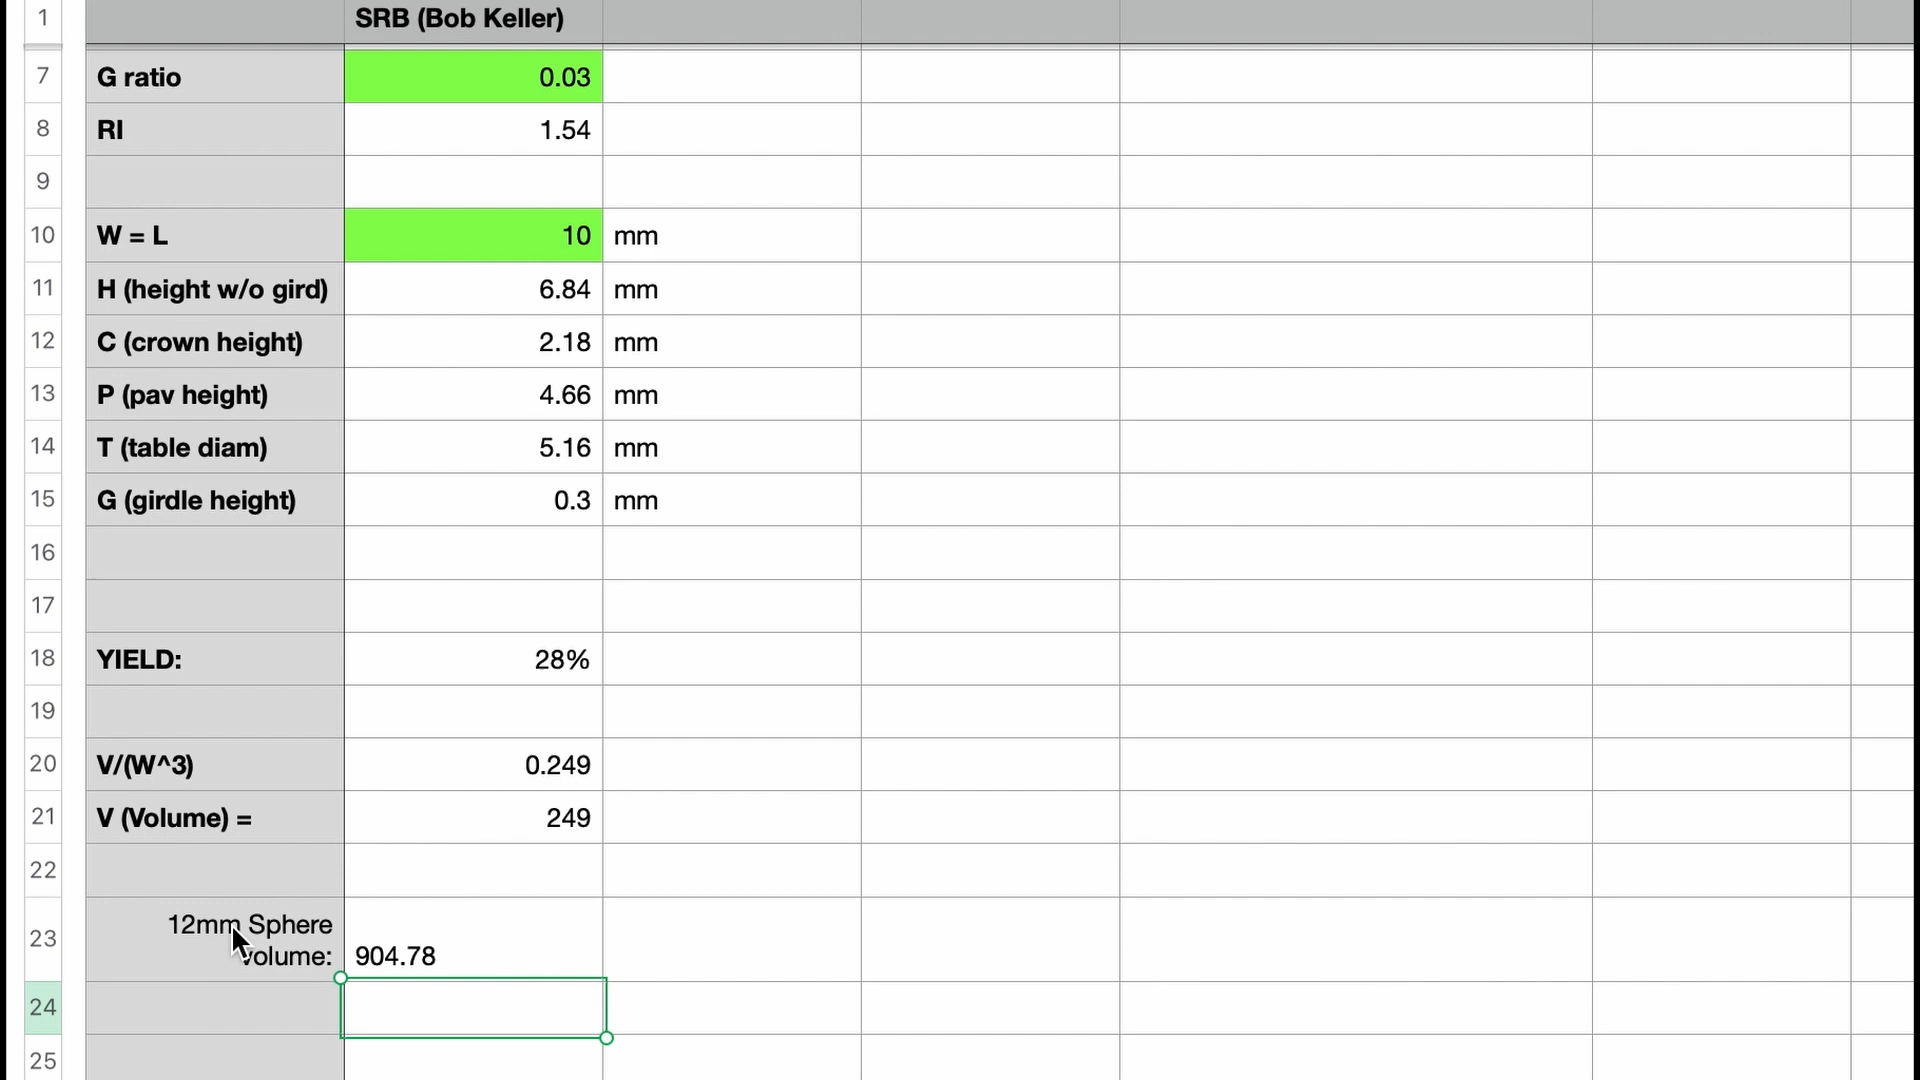 1 SRB (Bob Keller)
7 G ratio 0.03
8 RI 1.54
9
10 W = L 10 mm
11 H (height w/o gird) 6.84 mm
12 C (crown height) 2.18 mm
13 P (pav height) 4.66 mm
14 T (table diam) 5.16 mm
15 G (girdle height) 0.3 mm
16
17
18 YIELD: 28%
19
20 V/(W^3) 0.249
21 V (Volume) = 249
22
12mm Sphere
23 volume: 904.78
24
25